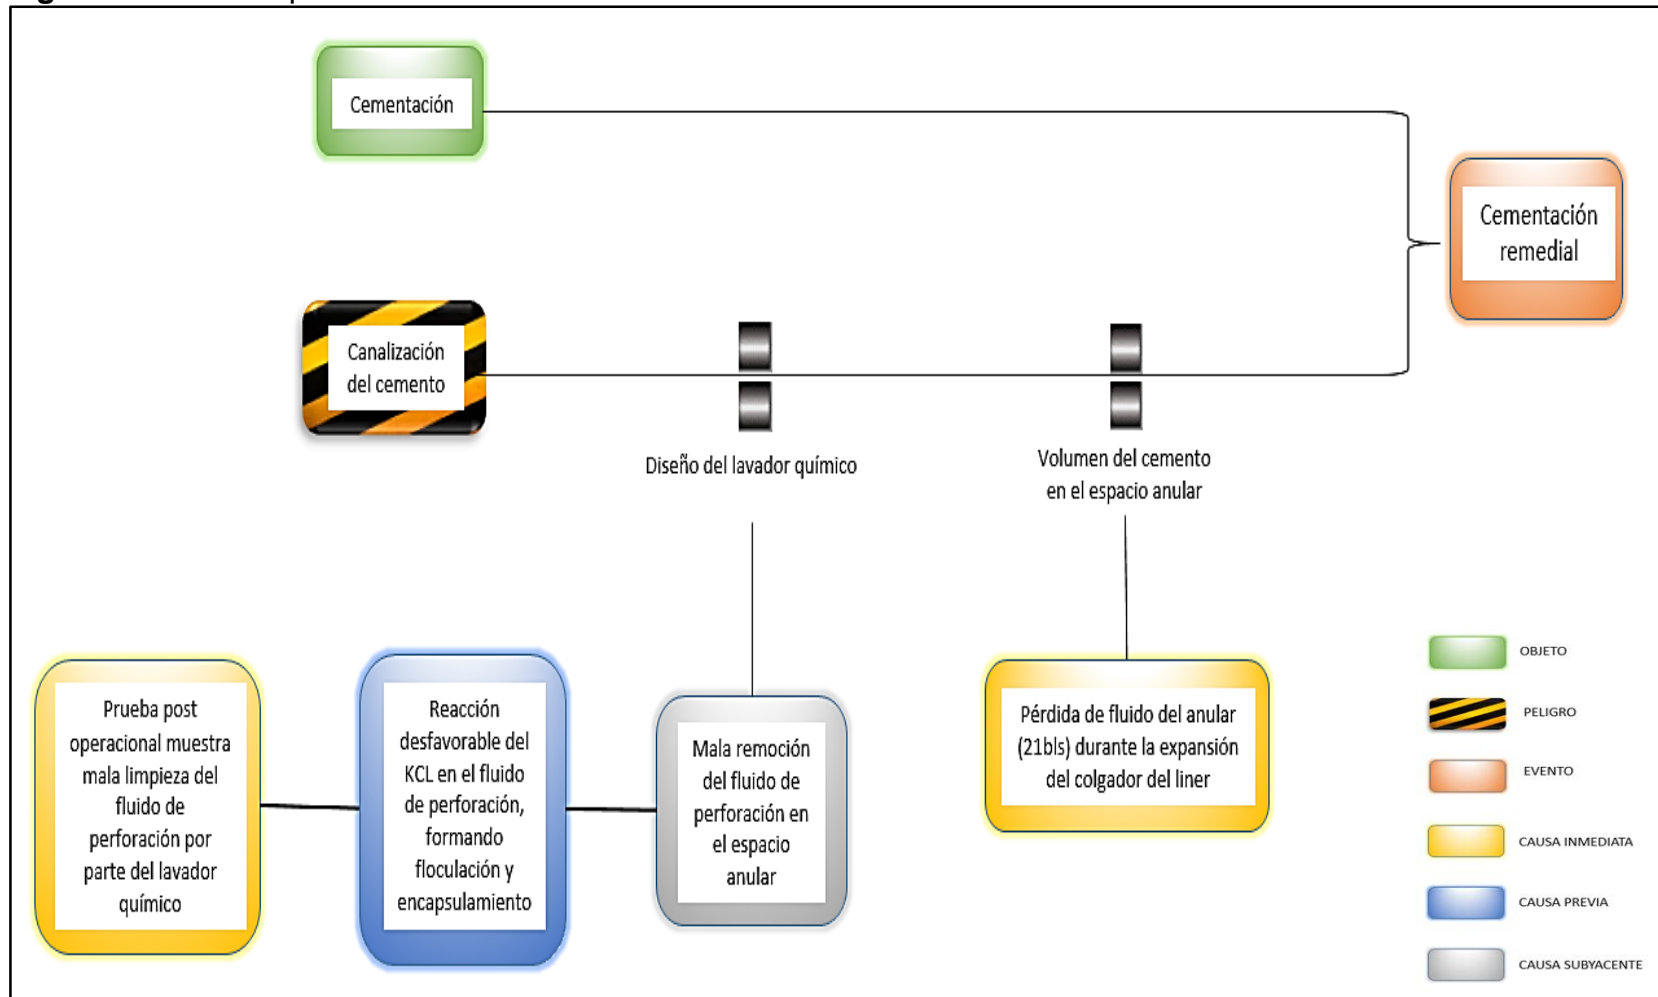 Cementación
Cementación
remedial
Canalización
del cemento
Diseño del lavador químico
Volumen del cemento
en el espacio anular
Prueba post
operacional muestra
mala limpieza del
fluido de
perforación por
parte del lavador
químico
Reacción
desfavorable del
KCL en el fluido
de perforación,
formando
floculación y
encapsulamiento
Mala remoción
del fluido de
perforación en
el espacio
anular
Pérdida de fluido del anular
(21bls) durante la expansión
del colgador del liner
OBJETO
PELIGRO
EVENTO
CAUSA INMEDIATA
CAUSA PREVIA
CAUSA SUBYACENTE